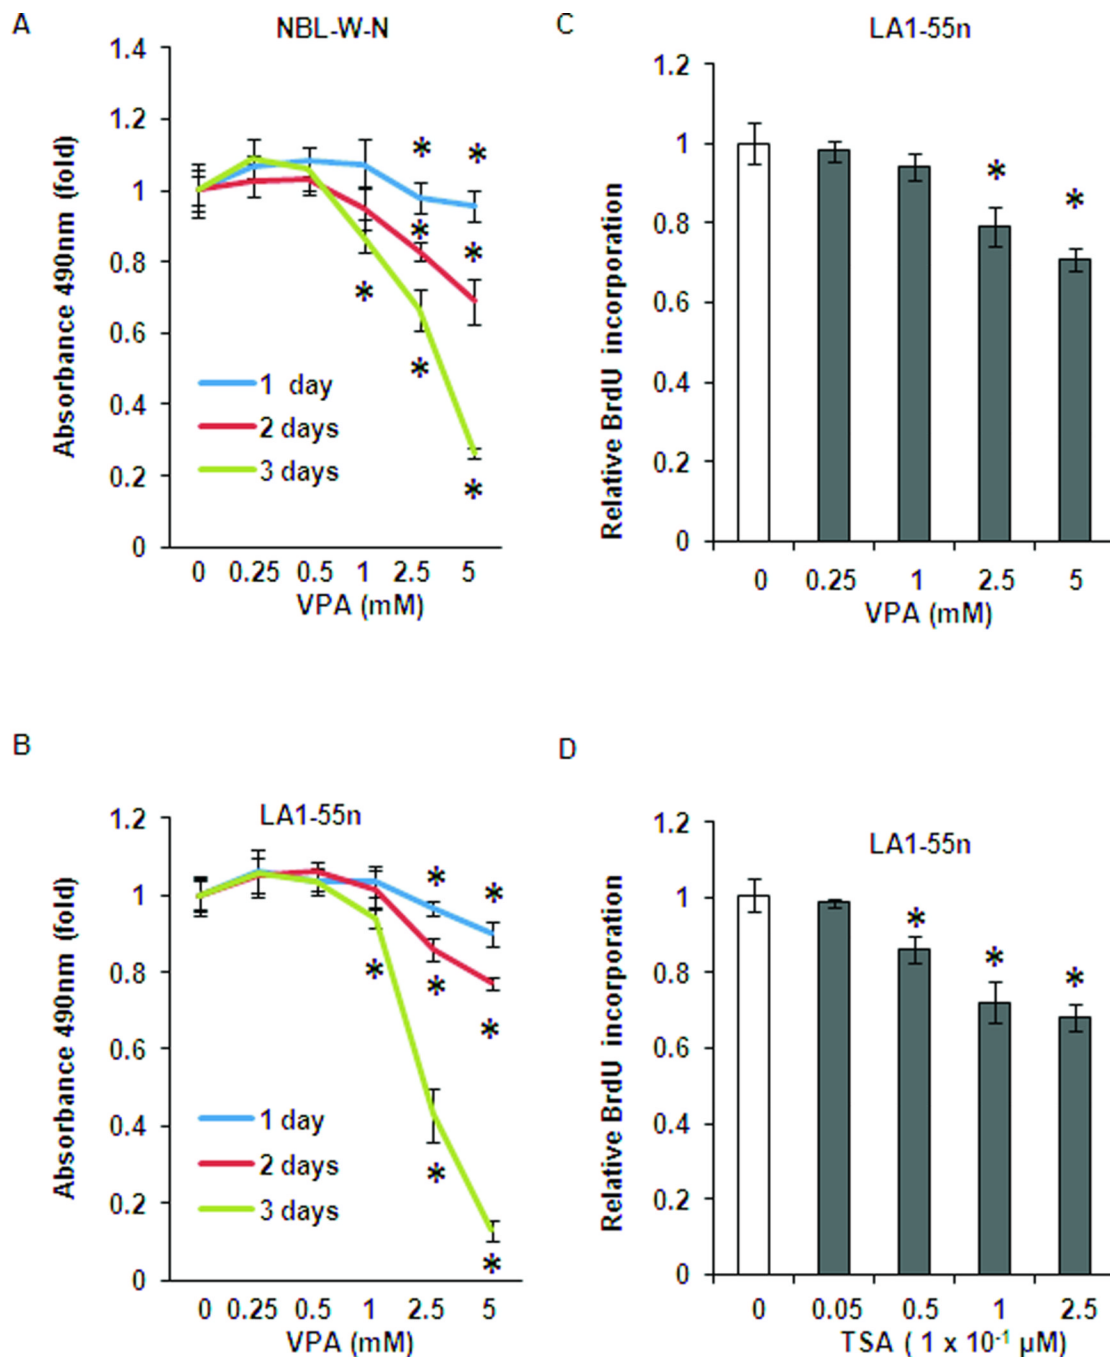 A
NBL-W-N
Absorbance 490nm (fold)
1.4
1.2
1
0.8
0.6
0.4
0.2
0
* *
* *
*
*
*
1 day
2 days
3 days
0 0.25 0.5 1 2.5 5
VPA (mM)
C
LA1-55n
Relative BrdU incorporation
1.2
1
0.8
0.6
0.4
0.2
0
* *
0 0.25 1 2.5 5
VPA (mM)
B
LA1-55n
Absorbance 490nm (fold)
1.2
1
0.8
0.6
0.4
0.2
0
* *
* * *
*
*
1 day
2 days
3 days
0 0.25 0.5 1 2.5 5
VPA (mM)
D
LA1-55n
Relative BrdU incorporation
1.2
1
0.8
0.6
0.4
0.2
0
* * *
0 0.05 0.5 1 2.5
TSA ( 1 x 10⁻¹ µM)